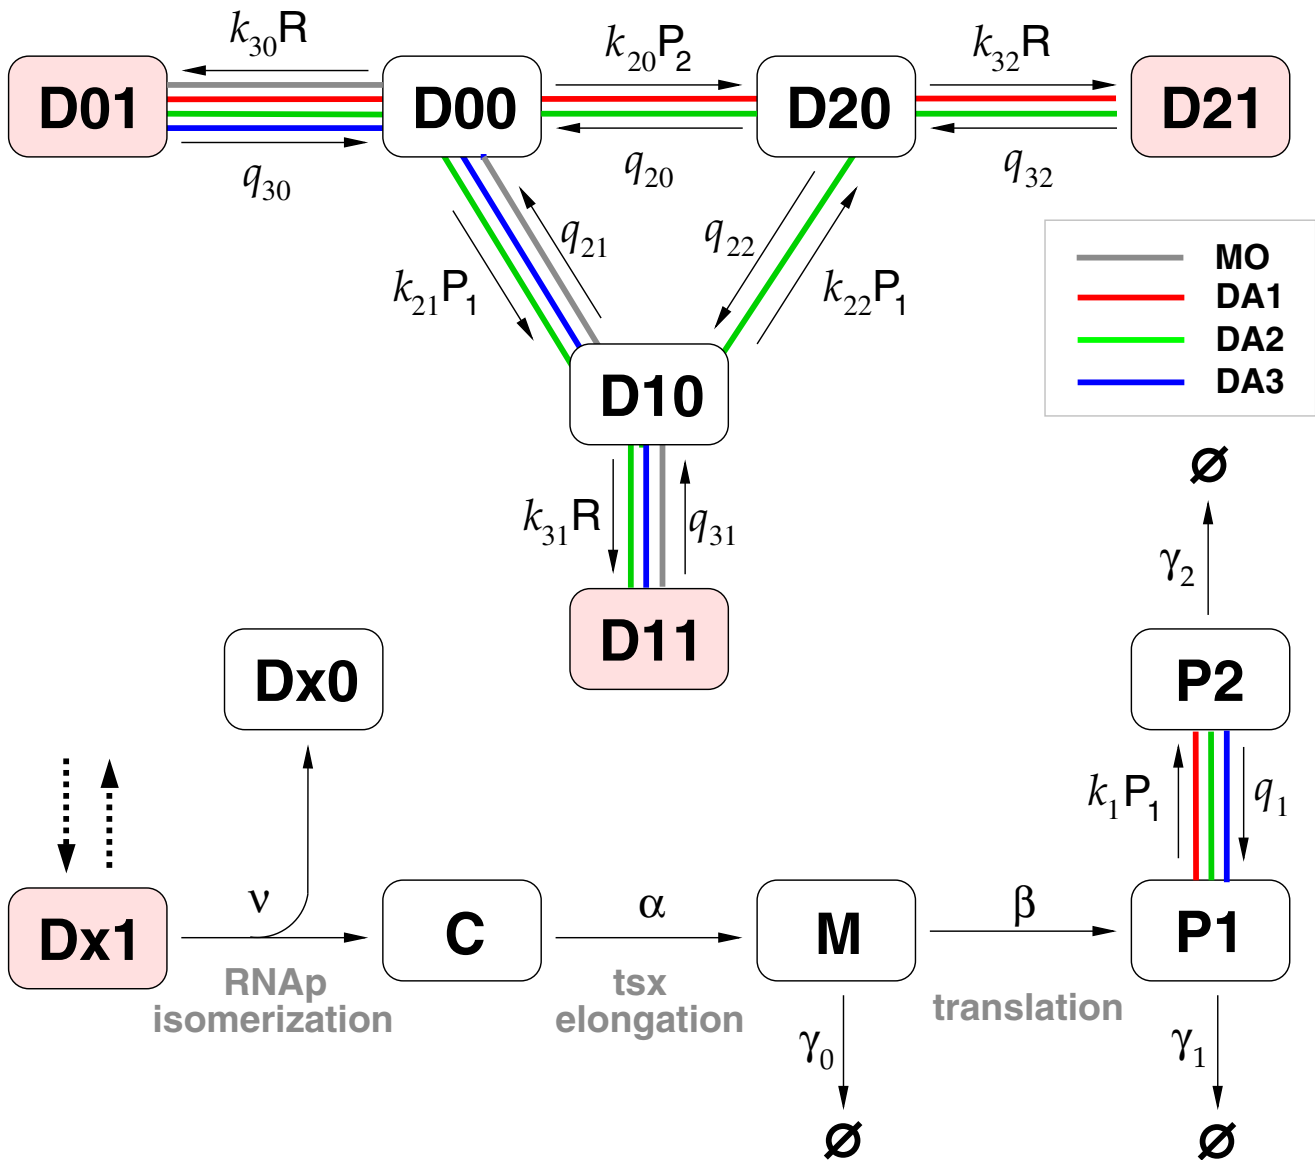 k₃₀R
k₂₀P₂
k₃₂R
D01
D00
D20
D21
q₃₀
q₂₀
q₃₂
q₂₁
q₂₂
k₂₁P₁
k₂₂P₁
MO
DA1
DA2
DA3
D10
∅
k₃₁R
q₃₁
γ₂
D11
Dx0
P2
k₁P₁
q₁
Dx1
ν
C
α
M
β
P1
RNAp
isomerization
tsx
elongation
translation
γ₀
γ₁
∅
∅